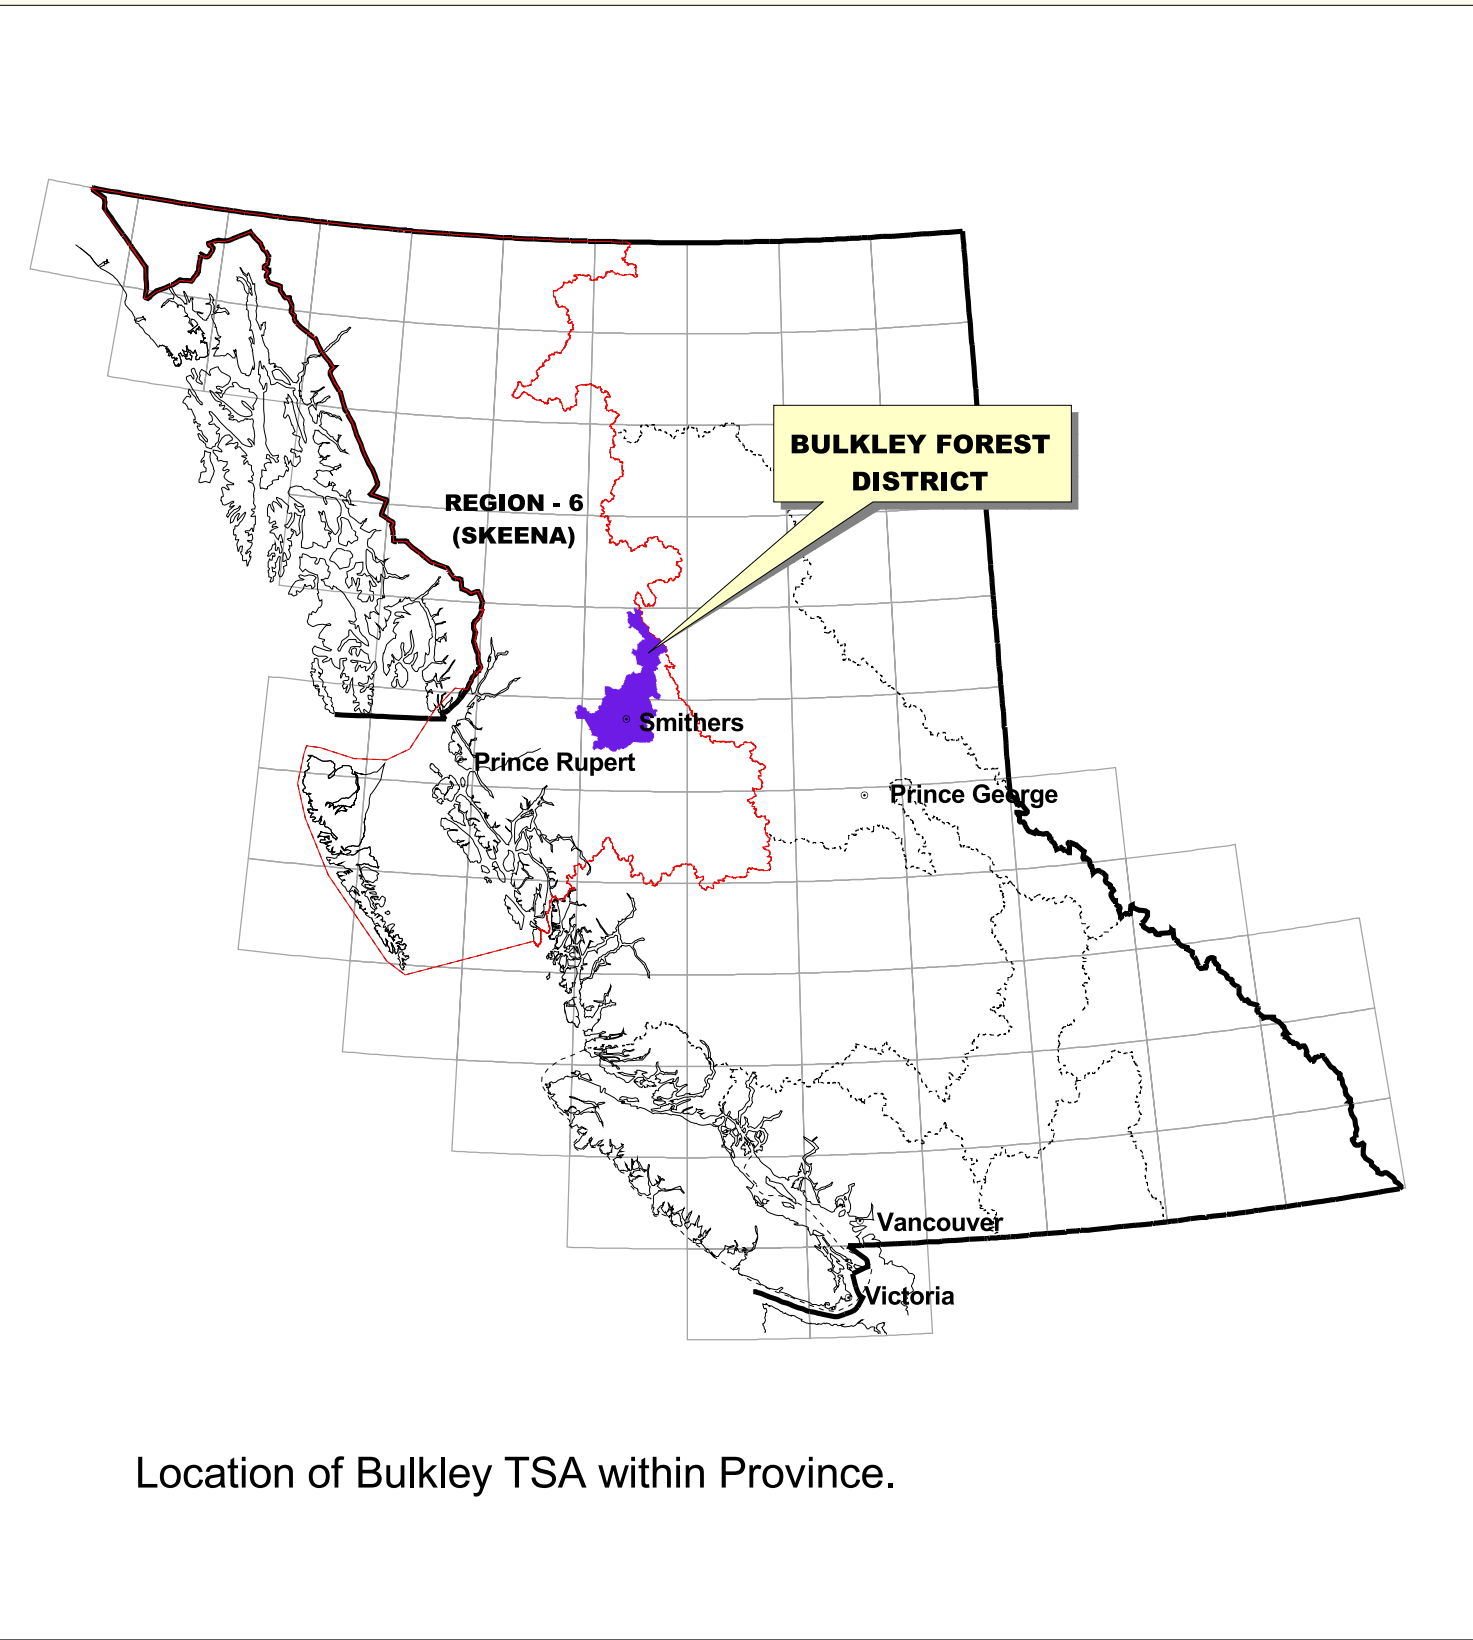 BULKLEY FOREST
DISTRICT
REGION - 6
(SKEENA)
Smithers
Prince Rupert
Prince George
Vancouver
Victoria
Location of Bulkley TSA within Province.